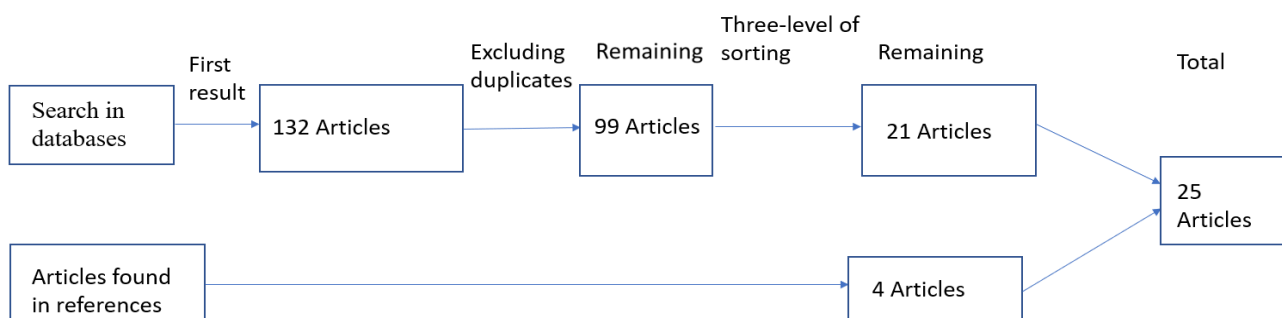 First
result
Excluding
duplicates
Remaining
Three-level of
sorting
Remaining
Total
Search in
databases
132 Articles
99 Articles
21 Articles
25
Articles
Articles found
in references
4 Articles